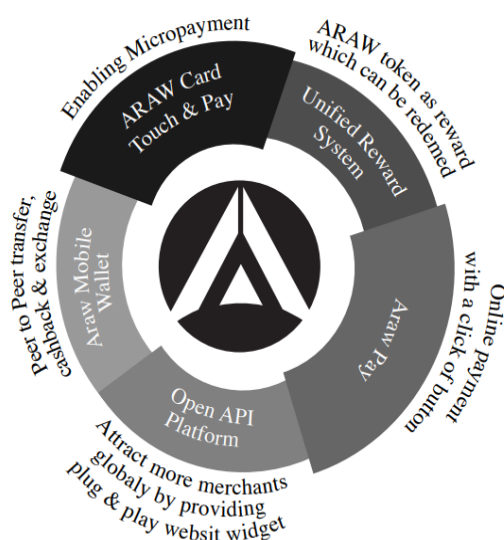 Enabling Micropayment
ARAW Card
Touch & Pay
ARAW token as reward
which can be redeemed
Unified Reward
System
Online payment
with a click of button
Araw Pay
Open API
Platform
Attract more merchants
globaly by providing
plug & play websit widget
Araw Mobile
Wallet
Peer to Peer transfer,
cashback & exchange